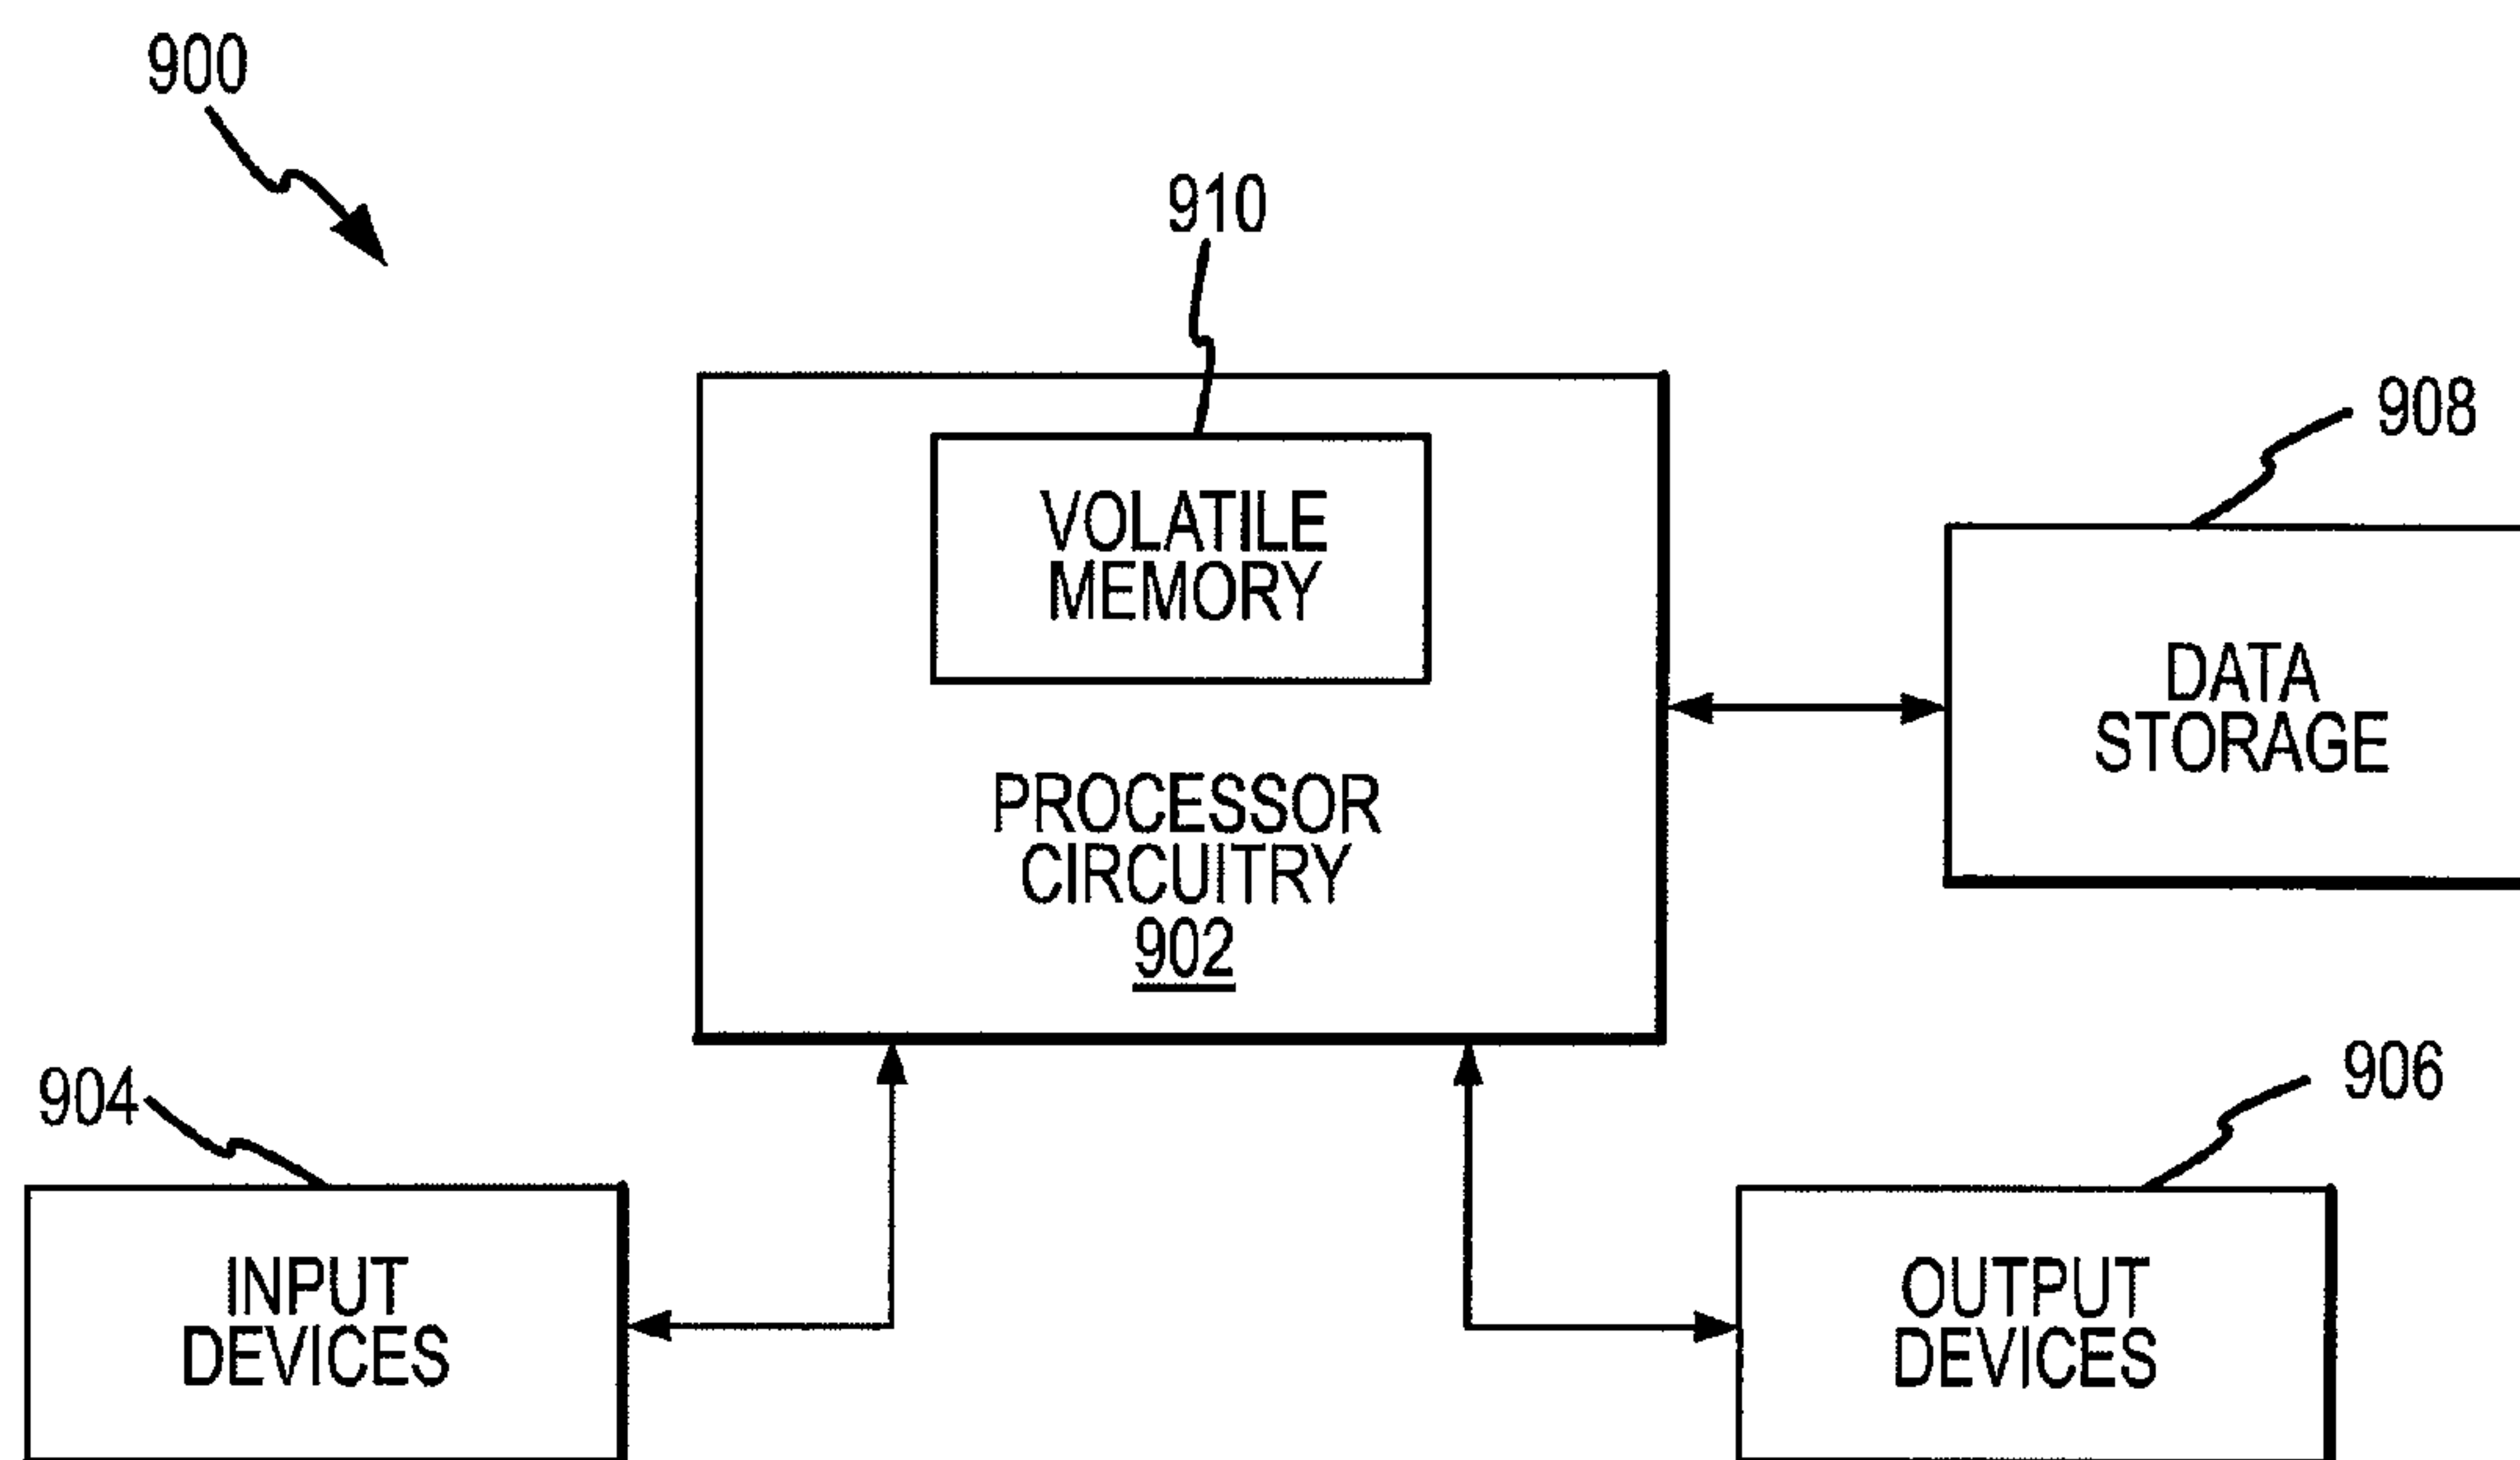 900
910
908
VOLATILE
MEMORY
DATA
STORAGE
PROCESSOR
CIRCUITRY
902
904
906
INPUT
DEVICES
OUTPUT
DEVICES